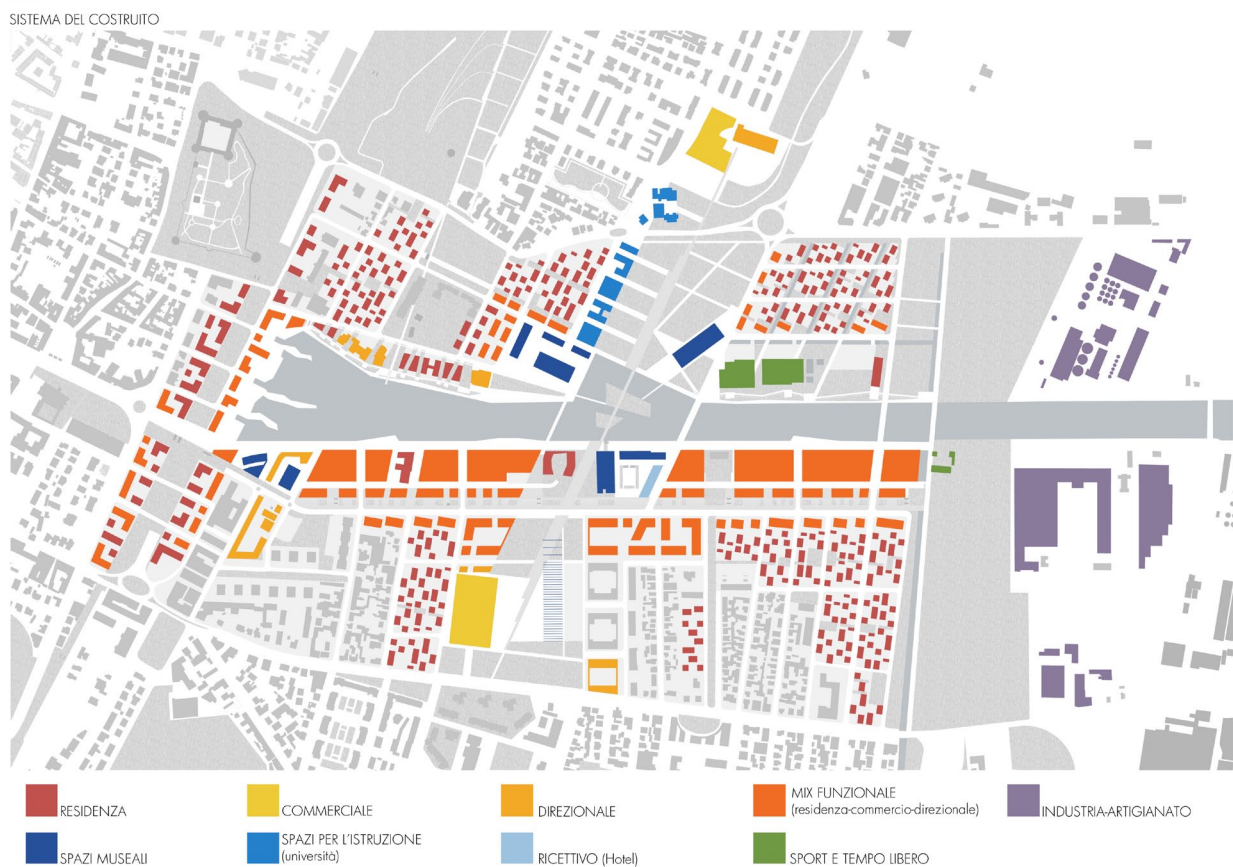 SISTEMA DEL COSTRUITO
RESIDENZA
COMMERCIALE
DIREZIONALE
MIX FUNZIONALE
(residenza-commercio-direzionale)
INDUSTRIA-ARTIGIANATO
SPAZI MUSEALI
SPAZI PER L'ISTRUZIONE
(università)
RICETTIVO (Hotel)
SPORT E TEMPO LIBERO